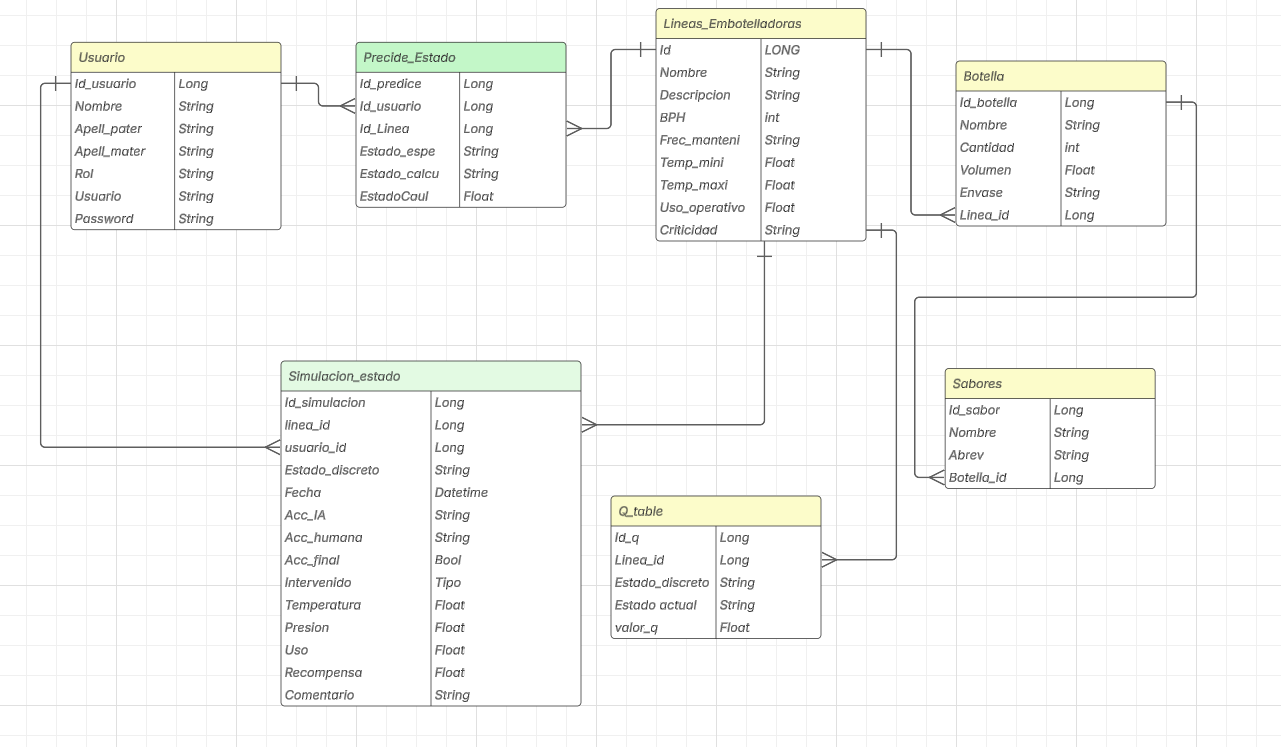 Usuario
Id_usuario Long
Nombre String
Apell_pater String
Apell_mater String
Rol String
Usuario String
Password String
Precide_Estado
Id_predice Long
Id_usuario Long
Id_Linea Long
Estado_espe String
Estado_calcu String
EstadoCaul Float
Lineas_Embotelladoras
Id LONG
Nombre String
Descripcion String
BPH int
Frec_manteni String
Temp_mini Float
Temp_maxi Float
Uso_operativo Float
Criticidad String
Botella
Id_botella Long
Nombre String
Cantidad int
Volumen Float
Envase String
Linea_id Long
Simulacion_estado
Id_simulacion Long
linea_id Long
usuario_id Long
Estado_discreto String
Fecha Datetime
Acc_IA String
Acc_humana String
Acc_final Bool
Intervenido Tipo
Temperatura Float
Presion Float
Uso Float
Recompensa Float
Comentario String
Q_table
Id_q Long
Linea_id Long
Estado_discreto String
Estado actual String
valor_q Float
Sabores
Id_sabor Long
Nombre String
Abrev String
Botella_id Long